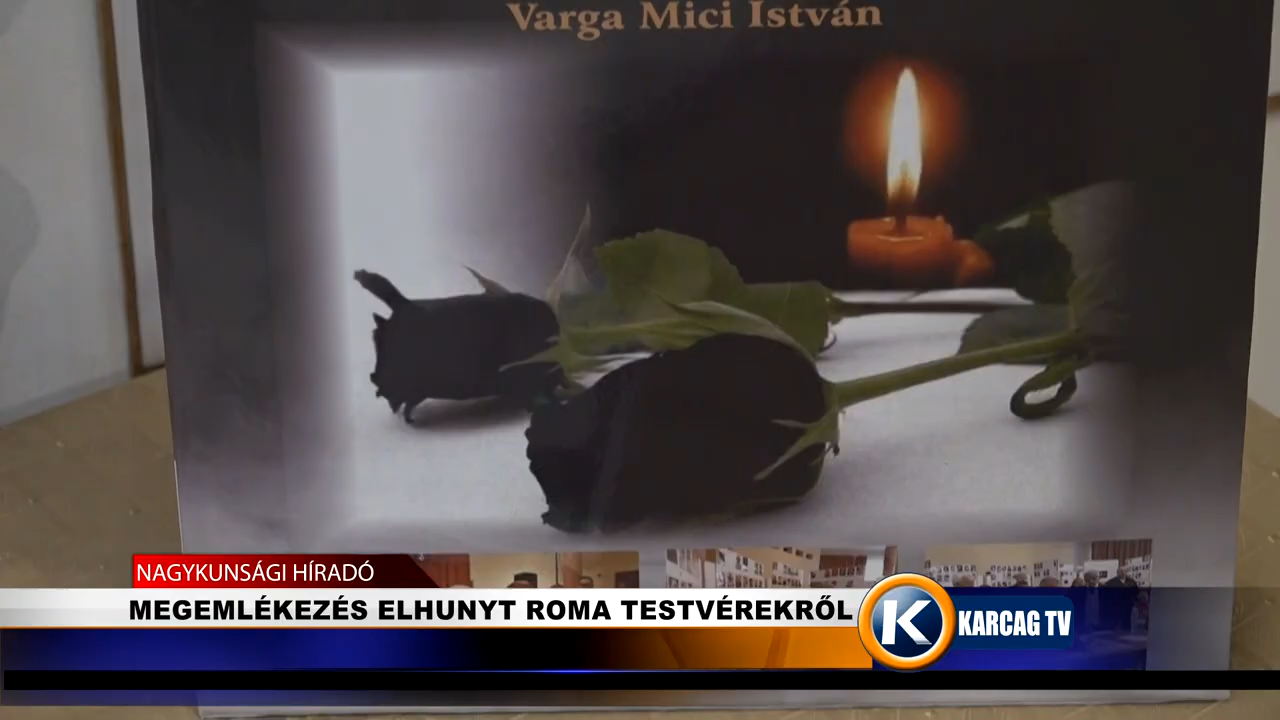 Varga Mici István
NAGYKUNSÁGI HÍRADÓ
MEGEMLÉKEZÉS ELHUNYT ROMA TESTVÉREKRŐL
K KARCAG TV